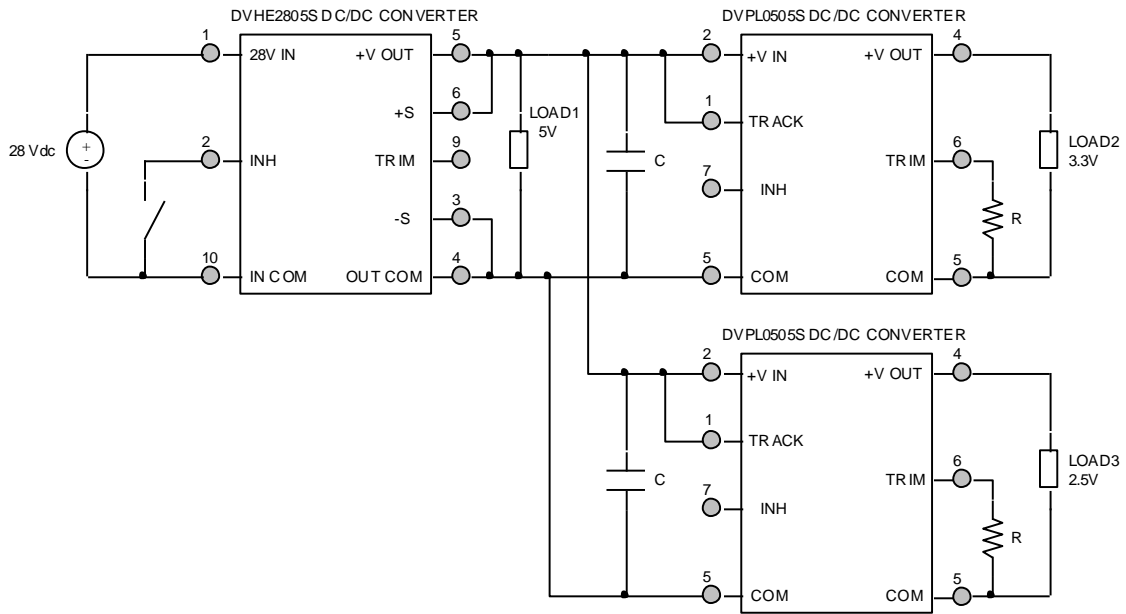 DVHE2805S DC/DC CONVERTER
1
28V IN
+V OUT
5
+S
6
28 Vdc
+
-
2
INH
TRIM
9
-S
3
10
IN COM
OUT COM
4
LOAD1
5V
C
DVPL0505S DC/DC CONVERTER
2
+V IN
+V OUT
4
1
TRACK
LOAD2
3.3V
TRIM
6
7
INH
R
5
COM
COM
5
DVPL0505S DC/DC CONVERTER
2
+V IN
+V OUT
4
1
TRACK
LOAD3
2.5V
C
TRIM
6
7
INH
R
5
COM
COM
5